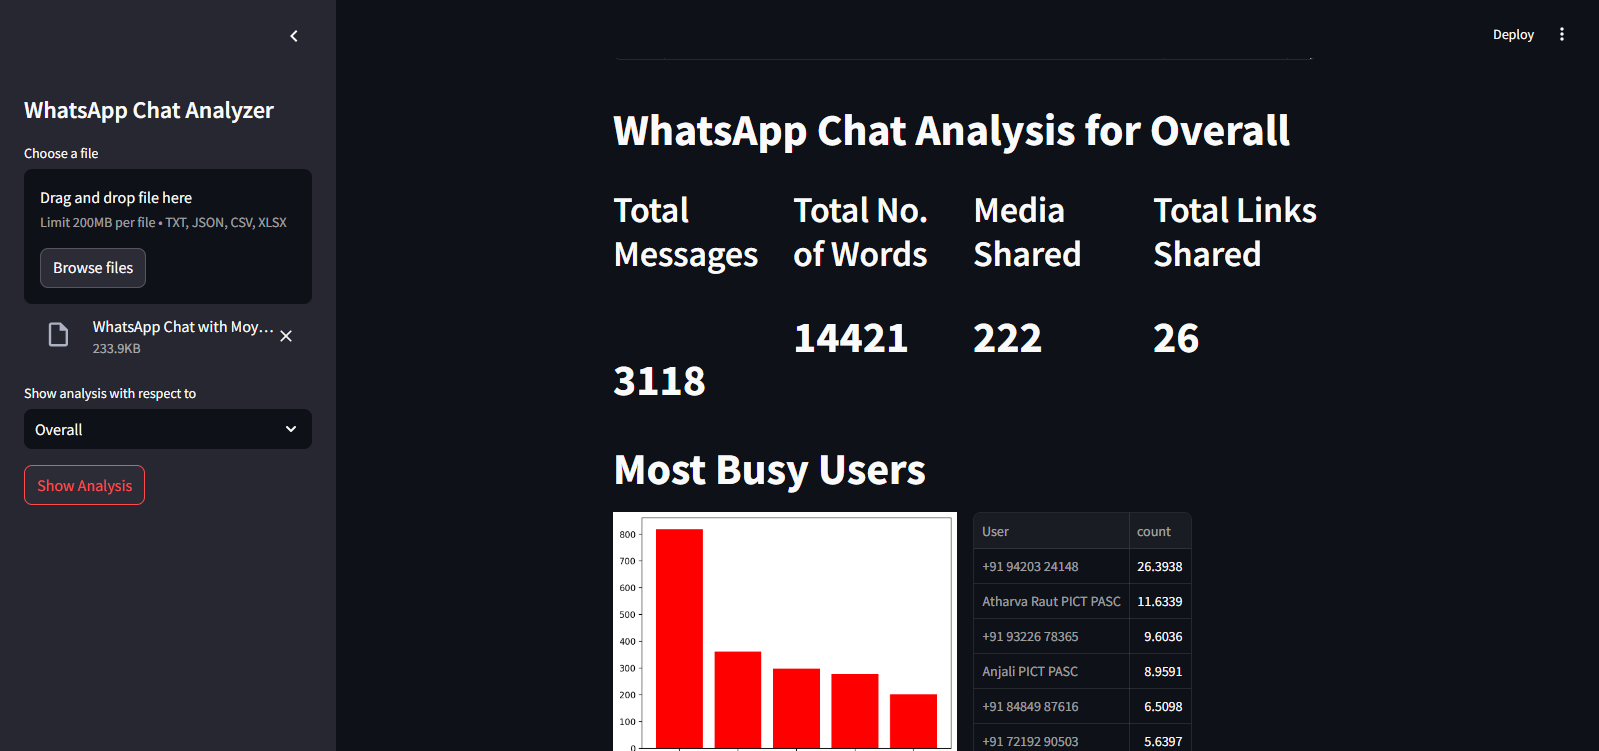 Deploy
WhatsApp Chat Analyzer
Choose a file
Drag and drop file here
Limit 200MB per file • TXT, JSON, CSV, XLSX
Browse files
WhatsApp Chat with Moy...
233.9KB
Show analysis with respect to
Overall
Show Analysis
WhatsApp Chat Analysis for Overall
Total
Messages
3118
Total No.
of Words
14421
Media
Shared
222
Total Links
Shared
26
Most Busy Users
800
700
600
500
400
300
200
100
0
User count
+91 94203 24148 26.3938
Atharva Raut PICT PASC 11.6339
+91 93226 78365 9.6036
Anjali PICT PASC 8.9591
+91 84849 87616 6.5098
+91 72192 90503 5.6397